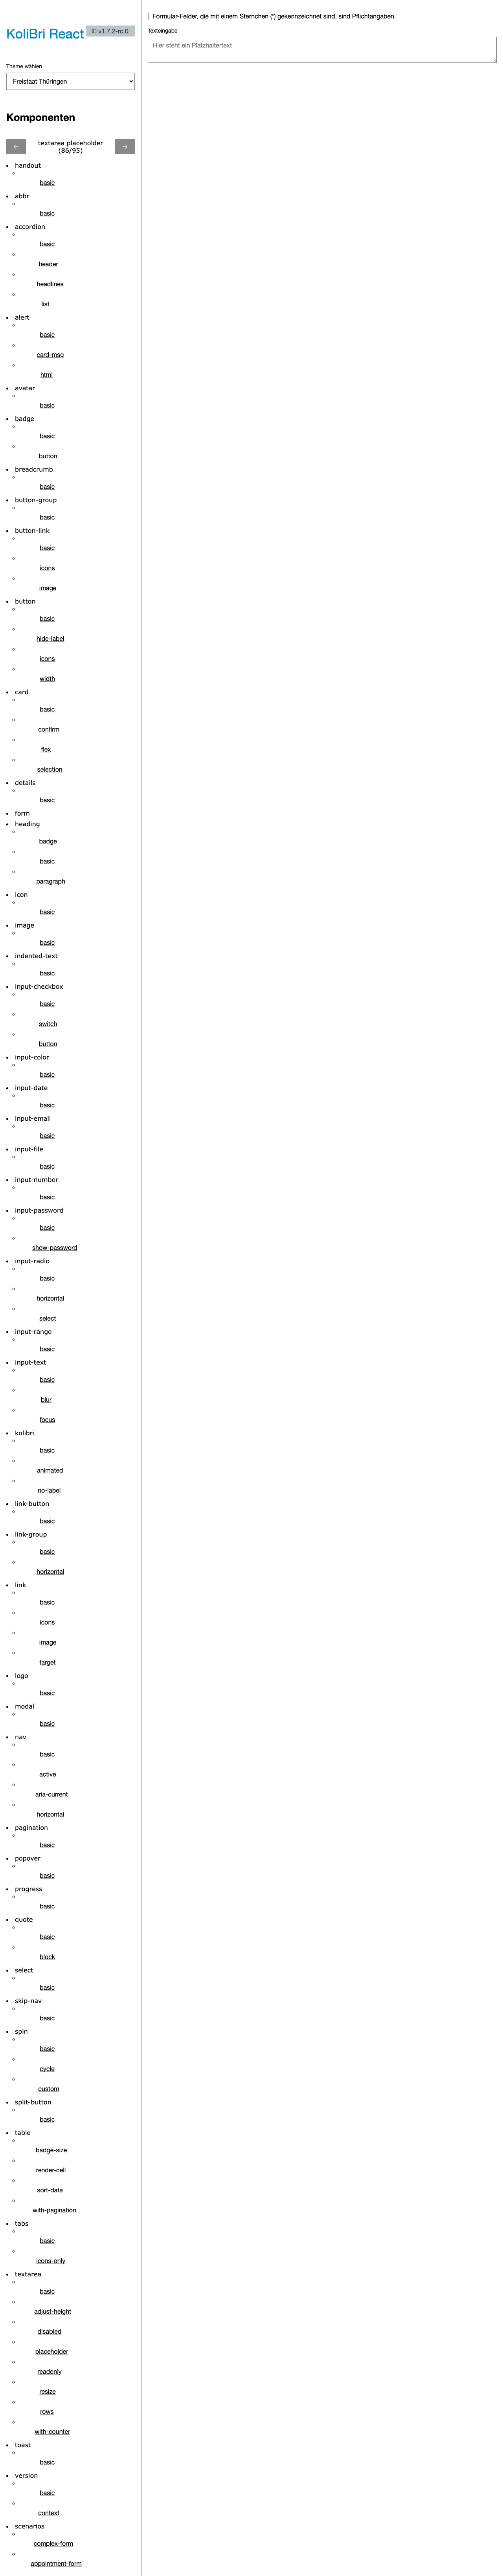 KoliBri React
v1.7.2-rc.0
Theme wählen
Freistaat Thüringen
Komponenten
←
textarea placeholder
(86/95)
→
handout
basic
abbr
basic
accordion
basic
header
headlines
list
alert
basic
card-msg
html
avatar
basic
badge
basic
button
breadcrumb
basic
button-group
basic
button-link
basic
icons
image
button
basic
hide-label
icons
width
card
basic
confirm
flex
selection
details
basic
form
heading
badge
basic
paragraph
icon
basic
image
basic
indented-text
basic
input-checkbox
basic
switch
button
input-color
basic
input-date
basic
input-email
basic
input-file
basic
input-number
basic
input-password
basic
show-password
input-radio
basic
horizontal
select
input-range
basic
input-text
basic
blur
focus
kolibri
basic
animated
no-label
link-button
basic
link-group
basic
horizontal
link
basic
icons
image
target
logo
basic
modal
basic
nav
basic
active
aria-current
horizontal
pagination
basic
popover
basic
progress
basic
quote
basic
block
select
basic
skip-nav
basic
spin
basic
cycle
custom
split-button
basic
table
badge-size
render-cell
sort-data
with-pagination
tabs
basic
icons-only
textarea
basic
adjust-height
disabled
placeholder
readonly
resize
rows
with-counter
toast
basic
version
basic
context
scenarios
complex-form
appointment-form
Formular-Felder, die mit einem Sternchen (*) gekennzeichnet sind, sind Pflichtangaben.
Texteingabe
Hier steht ein Platzhaltertext